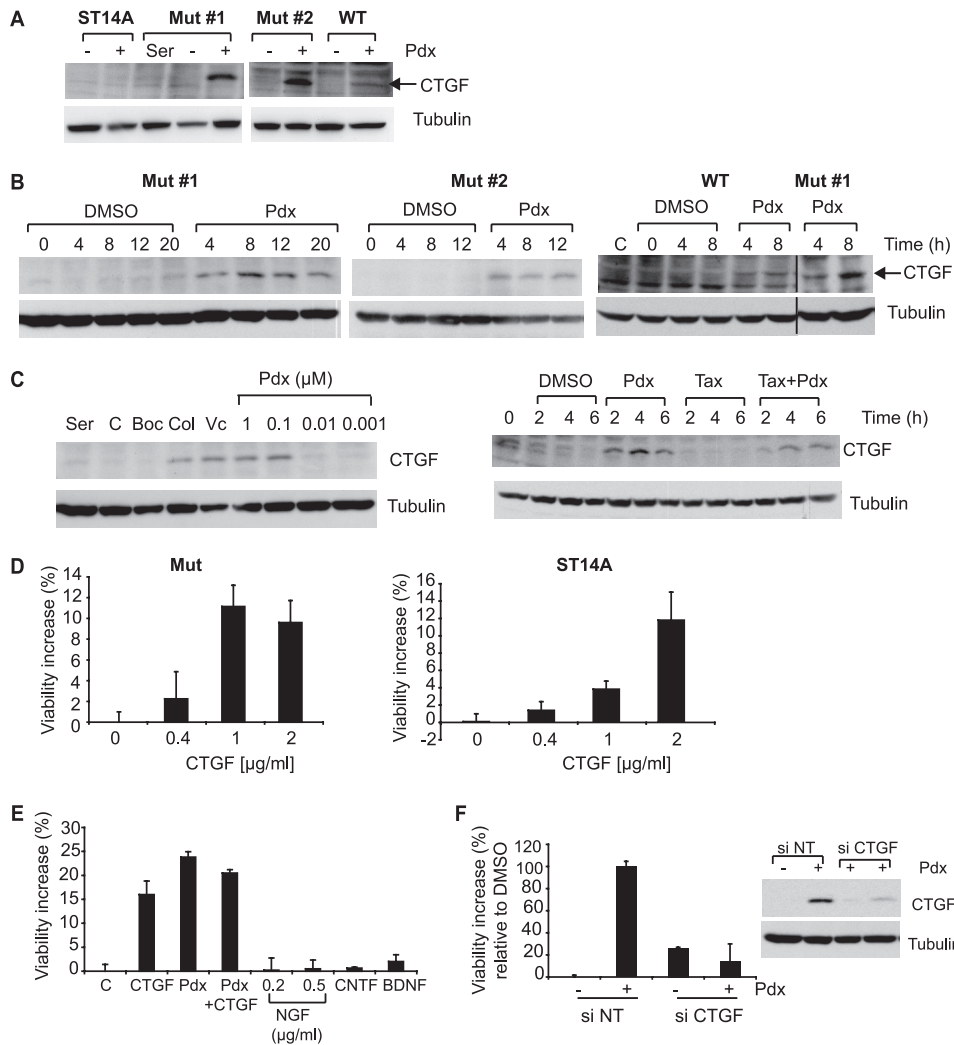 A
ST14A Mut #1 Mut #2 WT
- + Ser - + - + - + Pdx
CTGF
Tubulin
B
Mut #1 Mut #2 WT Mut #1
DMSO Pdx DMSO Pdx DMSO Pdx Pdx
0 4 8 12 20 4 8 12 20 0 4 8 12 4 8 12 C 0 4 8 4 8 4 8 Time (h)
CTGF
Tubulin
C
Pdx (µM)
Ser C Boc Col Vc 1 0.1 0.01 0.001
CTGF
Tubulin
DMSO Pdx Tax Tax+Pdx
0 2 4 6 2 4 6 2 4 6 2 4 6 Time (h)
CTGF
Tubulin
D
Mut
Viability increase (%)
14
12
10
8
6
4
2
0
0 0.4 1 2
CTGF [µg/ml]
ST14A
Viability increase (%)
16
14
12
10
8
6
4
2
0
-2
0 0.4 1 2
CTGF [µg/ml]
E
Viability increase (%)
30
25
20
15
10
5
0
C CTGF Pdx Pdx 0.2 0.5 CNTF BDNF
+CTGF NGF
(µg/ml)
F
Viability increase (%)
relative to DMSO
120
100
80
60
40
20
0
- + - + Pdx
si NT si CTGF
si NT si CTGF
- + + + Pdx
CTGF
Tubulin